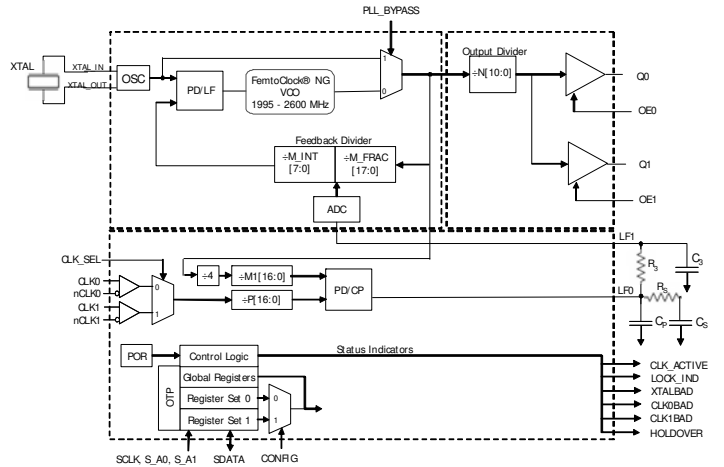 PLL_BYPASS
XTAL
XTAL_IN
XTAL_OUT
OSC
PD/LF
FemtoClock® NG
VCO
1995 - 2600 MHz
1
0
Output Divider
÷N[10:0]
Q0
OE0
Q1
OE1
Feedback Divider
÷M_INT
[7:0]
÷M_FRAC
[17:0]
ADC
LF1
CLK_SEL
CLK0
nCLK0
CLK1
nCLK1
0
1
÷4
÷M1[16:0]
÷P[16:0]
PD/CP
R3
C3
LF0
RS
CP
CS
POR
Control Logic
Status Indicators
OTP
Global Registers
Register Set 0
Register Set 1
0
1
CLK_ACTIVE
LOCK_IND
XTALBAD
CLK0BAD
CLK1BAD
HOLDOVER
SCLK, S_A0, S_A1
SDATA
CONFIG